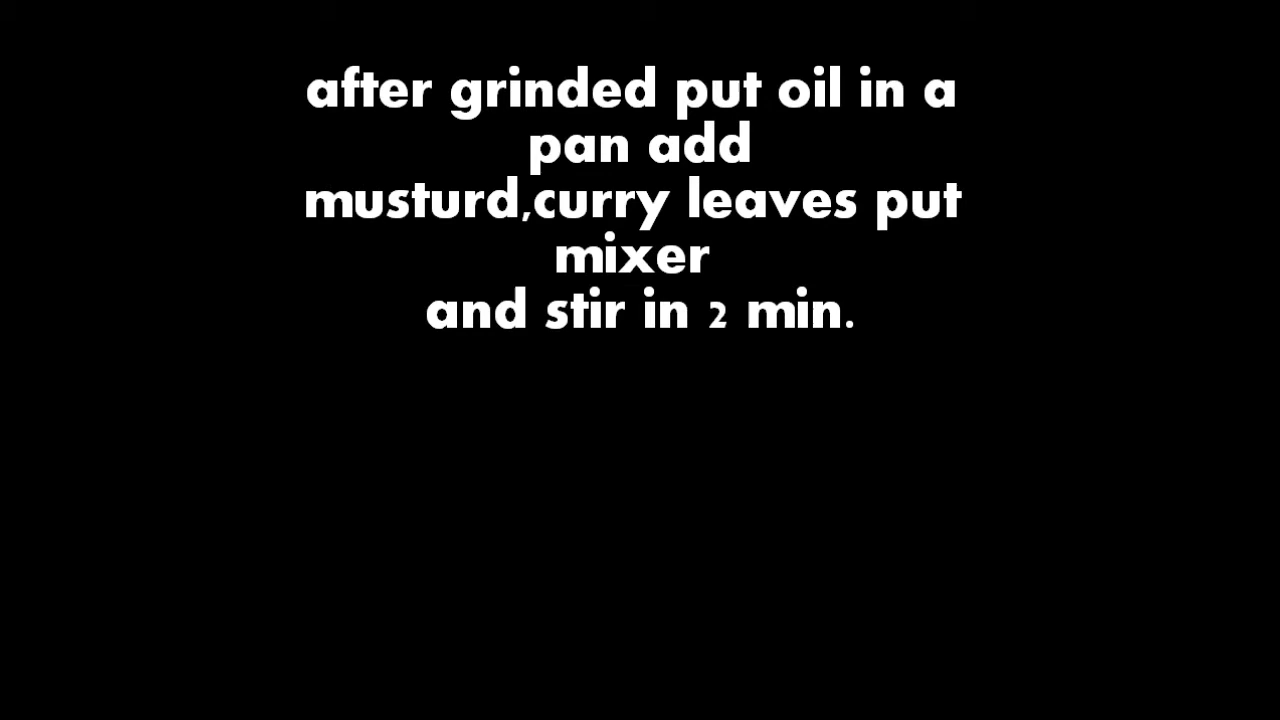 after grinded put oil in a
pan add
musturd,curry leaves put
mixer
and stir in 2 min.